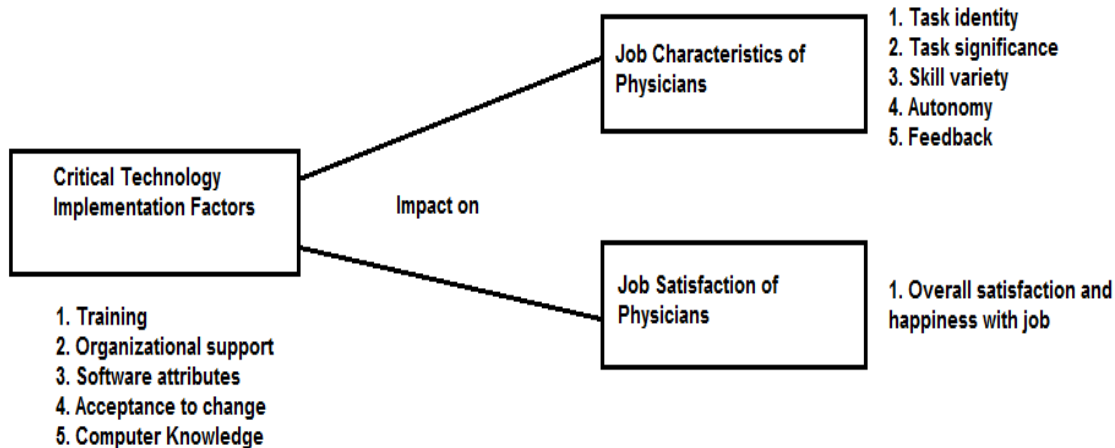 Critical Technology
Implementation Factors
1. Training
2. Organizational support
3. Software attributes
4. Acceptance to change
5. Computer Knowledge
Impact on
Job Characteristics of
Physicians
1. Task identity
2. Task significance
3. Skill variety
4. Autonomy
5. Feedback
Job Satisfaction of
Physicians
1. Overall satisfaction and
happiness with job